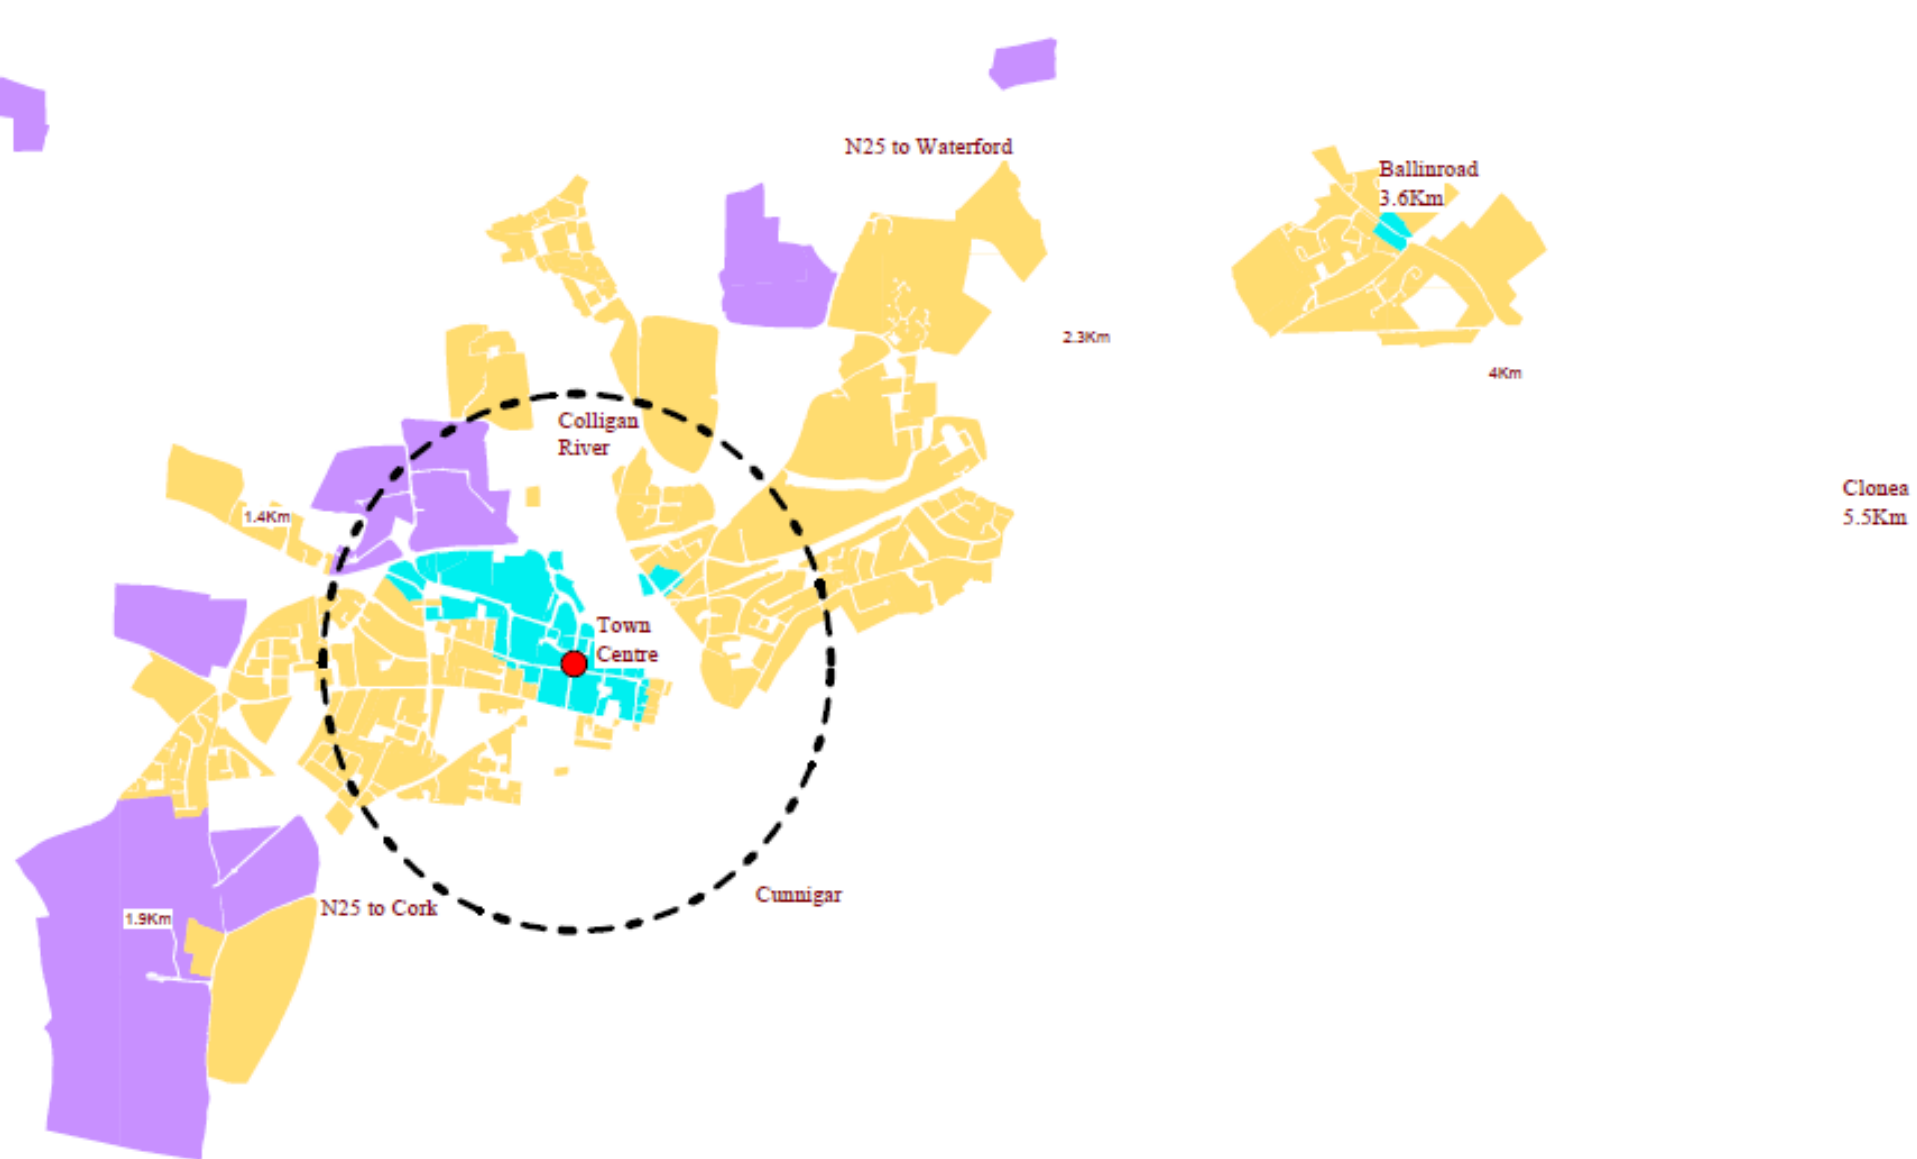 N25 to Waterford
Ballinroad
3.6Km
2.3Km
4Km
Colligan
River
Clonea
5.5Km
1.4Km
Town
Centre
Cunnigar
N25 to Cork
1.9Km